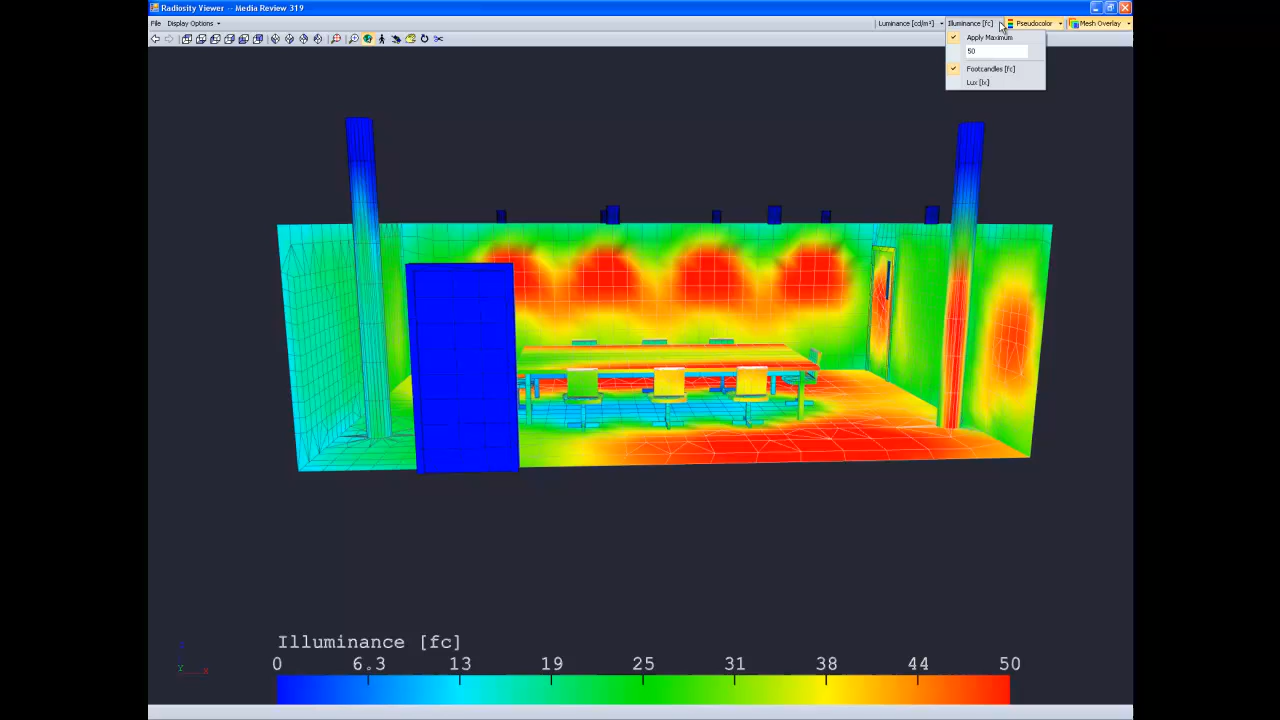 Radiosity Viewer -- Media Review 319
File Display Options Luminance [cd/m²] Illuminance [fc] Pseudocolor Mesh Overlay
Apply Maximum
50
Footcandles [fc]
Lux [lx]
Illuminance [fc]
0 6.3 13 19 25 31 38 44 50
Y X